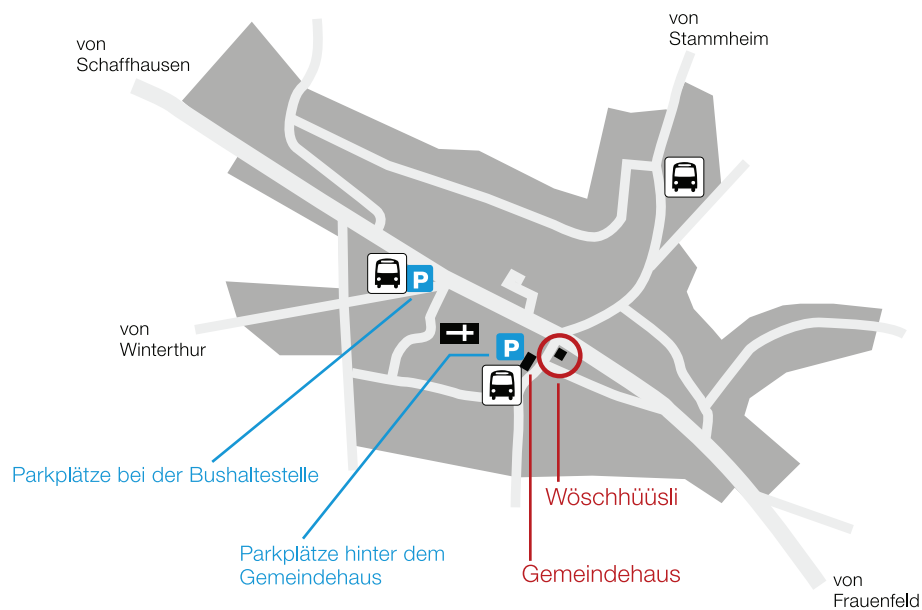 von
Schaffhausen
von
Stammheim
P
von
Winterthur
P
Parkplätze bei der Bushaltestelle
Wöschhüüsli
Parkplätze hinter dem
Gemeindehaus
Gemeindehaus
von
Frauenfeld